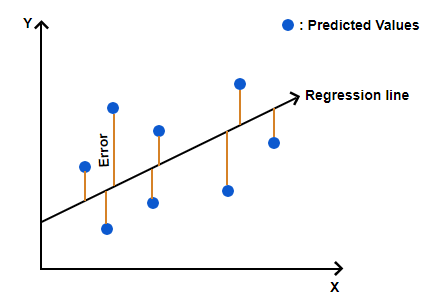 Y
: Predicted Values
Regression line
Error
X